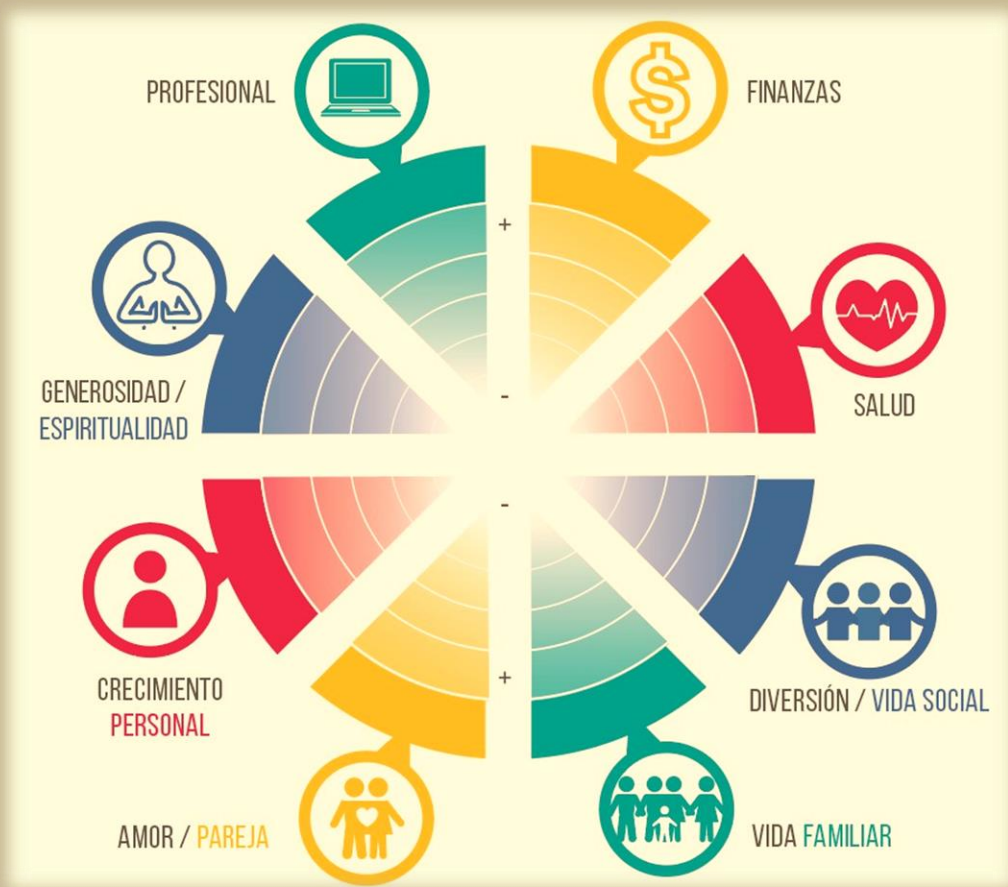 PROFESIONAL
$
FINANZAS
+
GENEROSIDAD /
ESPIRITUALIDAD
-
SALUD
-
CRECIMIENTO
PERSONAL
+
DIVERSIÓN / VIDA SOCIAL
AMOR / PAREJA
VIDA FAMILIAR